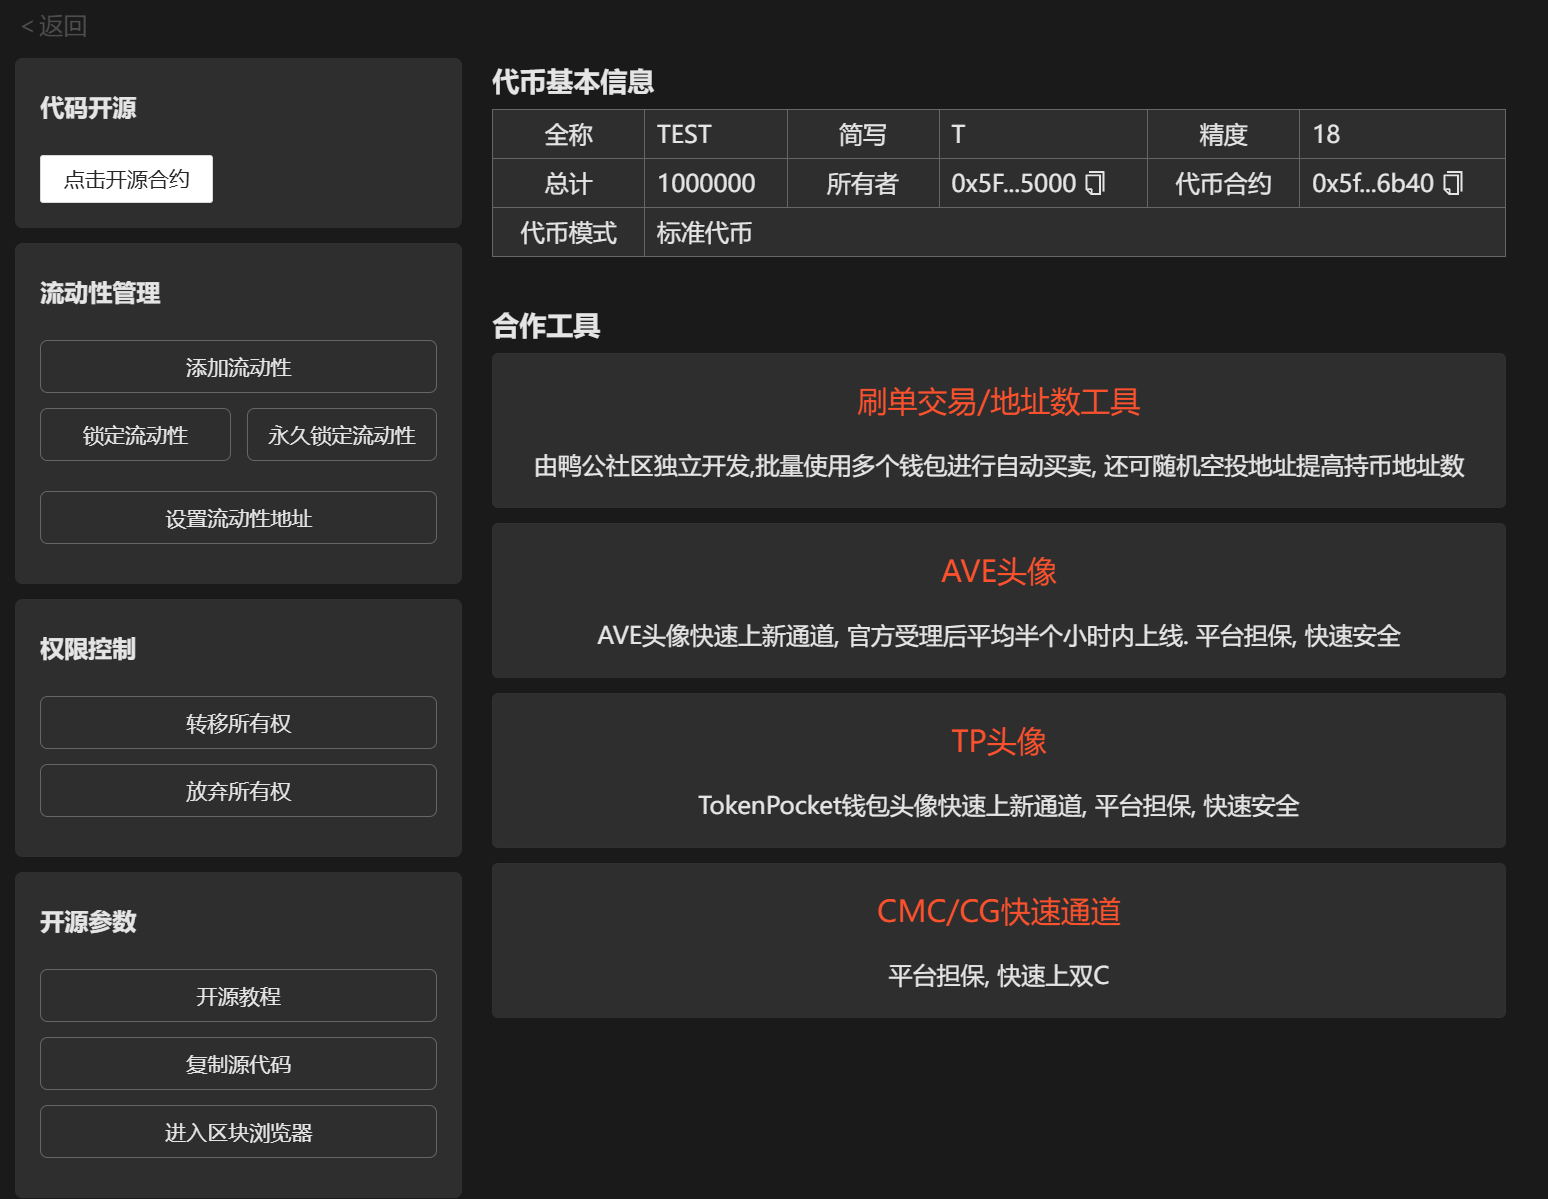 < 返回
代码开源
点击开源合约
流动性管理
添加流动性
锁定流动性 永久锁定流动性
设置流动性地址
权限控制
转移所有权
放弃所有权
开源参数
开源教程
复制源代码
进入区块浏览器
代币基本信息
全称 TEST 简写 T 精度 18
总计 1000000 所有者 0x5F...5000 代币合约 0x5f...6b40
代币模式 标准代币
合作工具
刷单交易/地址数工具
由鸭公社区独立开发,批量使用多个钱包进行自动买卖, 还可随机空投地址提高持币地址数
AVE头像
AVE头像快速上新通道, 官方受理后平均半个小时内上线. 平台担保, 快速安全
TP头像
TokenPocket钱包头像快速上新通道, 平台担保, 快速安全
CMC/CG快速通道
平台担保, 快速上双C